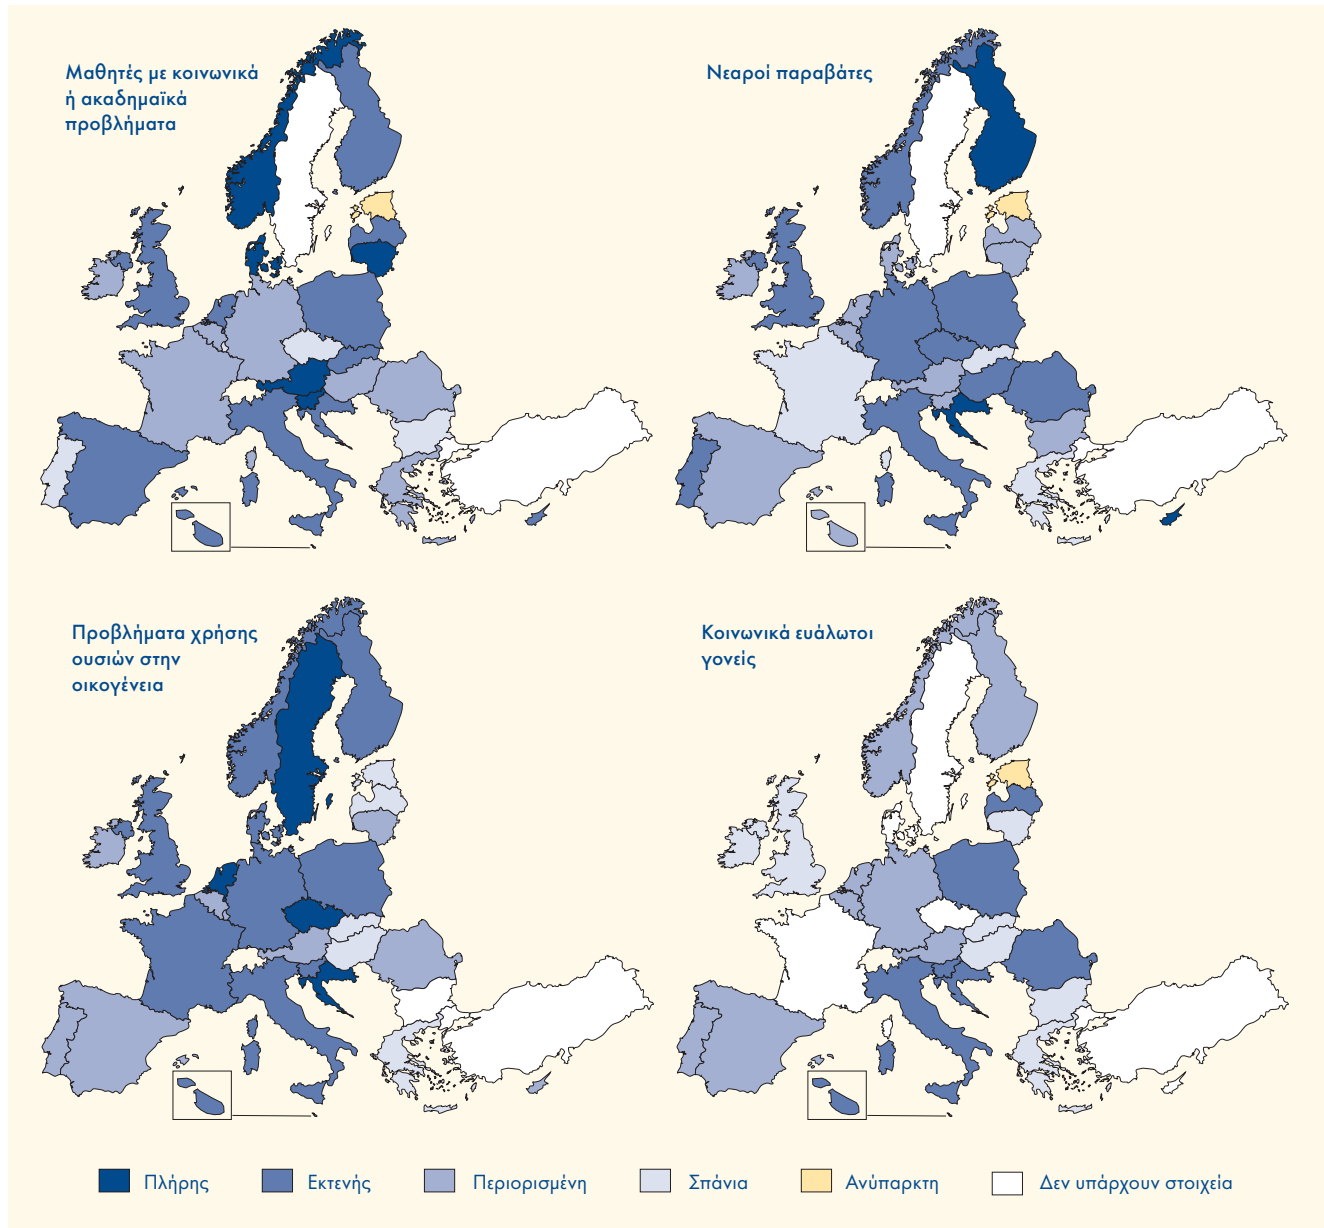 Μαθητές με κοινωνικά
ή ακαδημαϊκά
προβλήματα
Νεαροί παραβάτες
Προβλήματα χρήσης
ουσιών στην
οικογένεια
Κοινωνικά ευάλωτοι
γονείς
Πλήρης
Εκτενής
Περιορισμένη
Σπάνια
Ανύπαρκτη
Δεν υπάρχουν στοιχεία